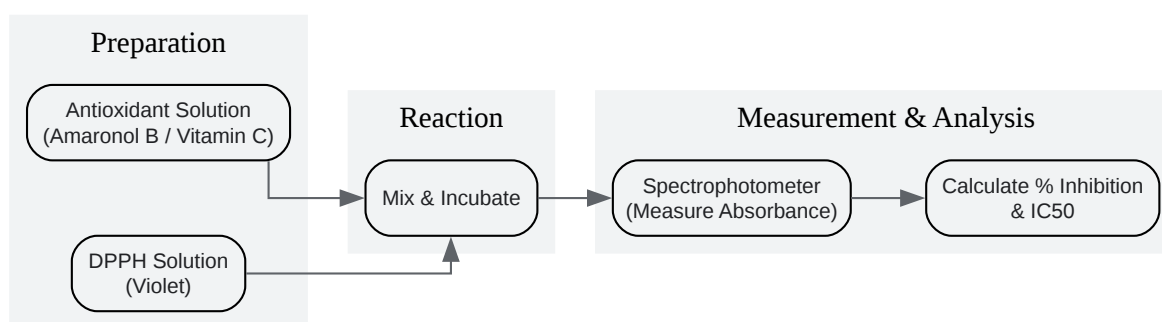 Preparation
Antioxidant Solution
(Amaronol B / Vitamin C)
DPPH Solution
(Violet)
Reaction
Mix & Incubate
Measurement & Analysis
Spectrophotometer
(Measure Absorbance)
Calculate % Inhibition
& IC50